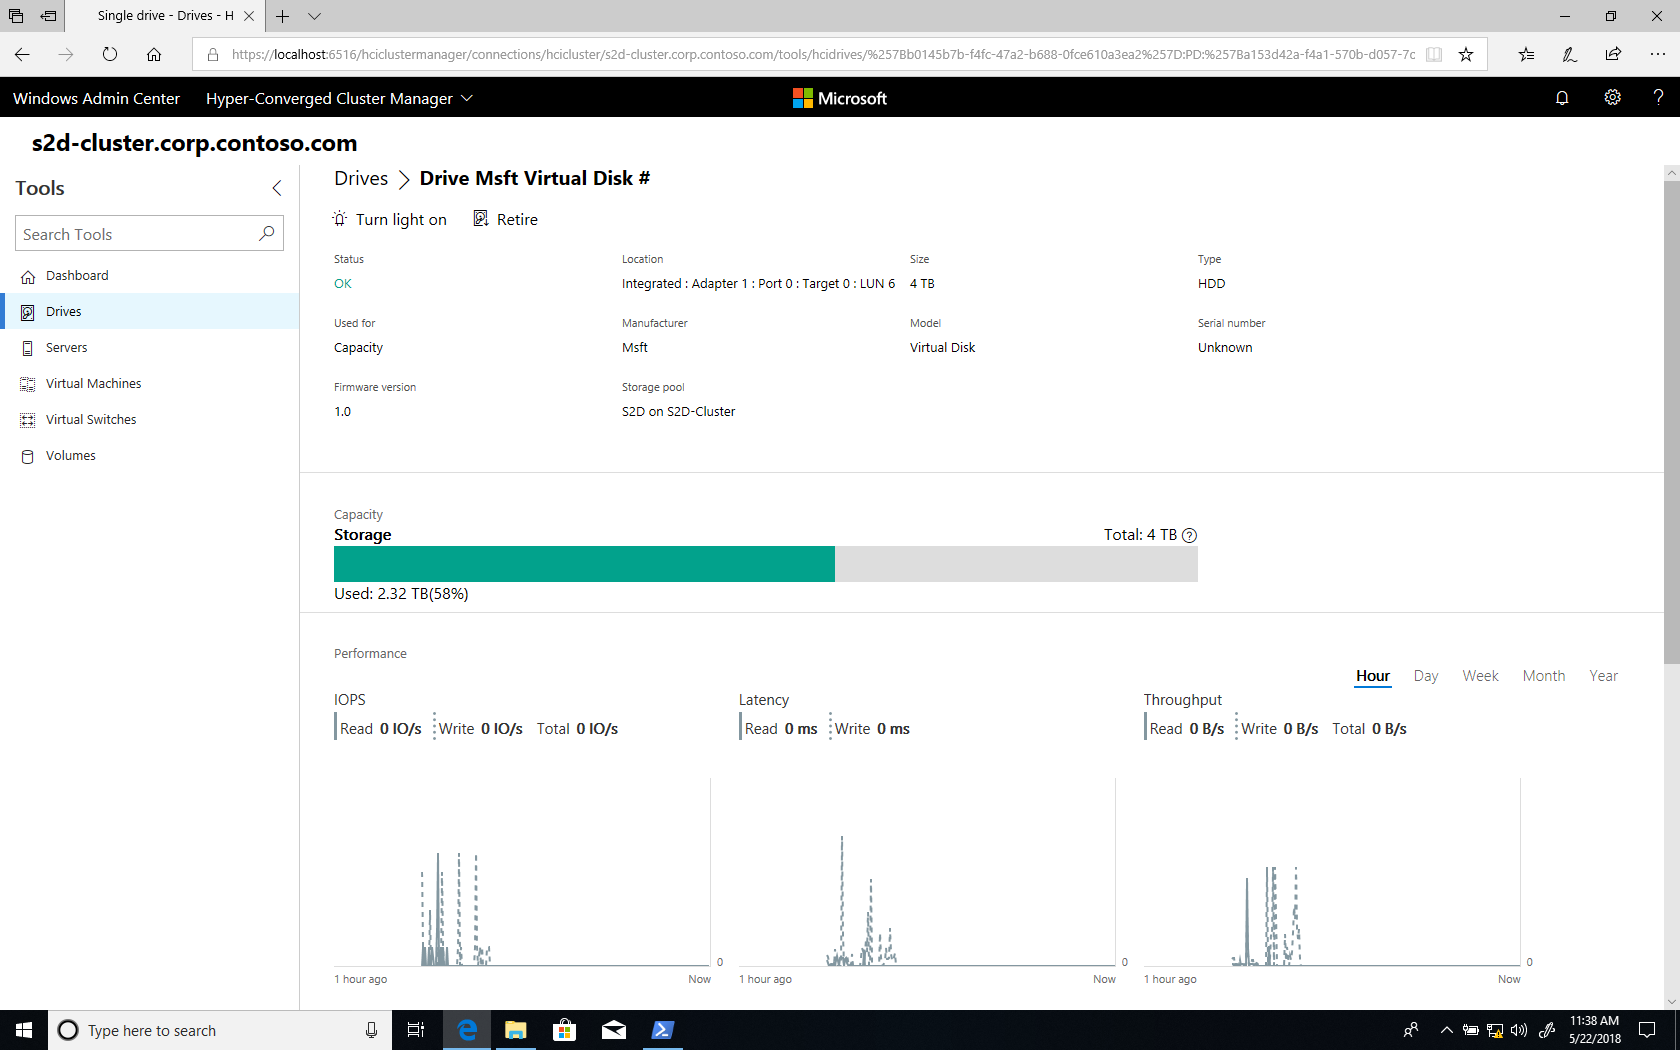 Single drive - Drives - H
https://localhost:6516/hciclustermanager/connections/hcicluster/s2d-cluster.corp.contoso.com/tools/hcidrives/%257Bb0145b7b-f4fc-47a2-b688-0fce610a3ea2%257D:PD:%257Ba153d42a-f4a1-570b-d057-7c
Windows Admin Center Hyper-Converged Cluster Manager Microsoft ?
s2d-cluster.corp.contoso.com
Tools
Search Tools
Dashboard
Drives
Servers
Virtual Machines
Virtual Switches
Volumes
Drives > Drive Msft Virtual Disk #
Turn light on Retire
Status Location Size Type
OK Integrated : Adapter 1 : Port 0 : Target 0 : LUN 6 4 TB HDD
Used for Manufacturer Model Serial number
Capacity Msft Virtual Disk Unknown
Firmware version Storage pool
1.0 S2D on S2D-Cluster
Capacity
Storage Total: 4 TB ?
Used: 2.32 TB(58%)
Performance
Hour Day Week Month Year
IOPS Latency Throughput
Read 0 IO/s Write 0 IO/s Total 0 IO/s Read 0 ms Write 0 ms Read 0 B/s Write 0 B/s Total 0 B/s
0 0 0
1 hour ago Now 1 hour ago Now 1 hour ago Now
Type here to search
11:38 AM
5/22/2018